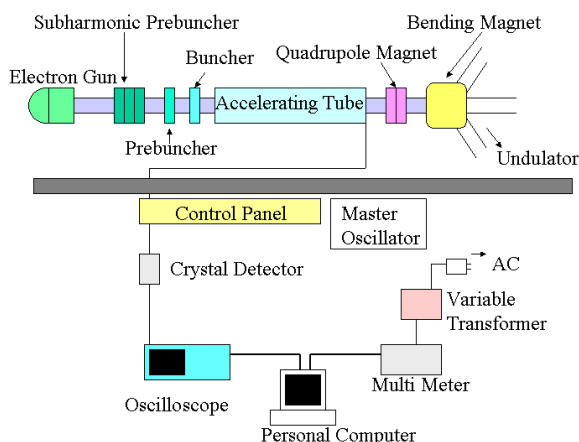 Subharmonic Prebuncher
Bending Magnet
Buncher
Quadrupole Magnet
Electron Gun
Accelerating Tube
Prebuncher
Undulator
Control Panel
Master
Oscillator
Crystal Detector
AC
Variable
Transformer
Multi Meter
Oscilloscope
Personal Computer